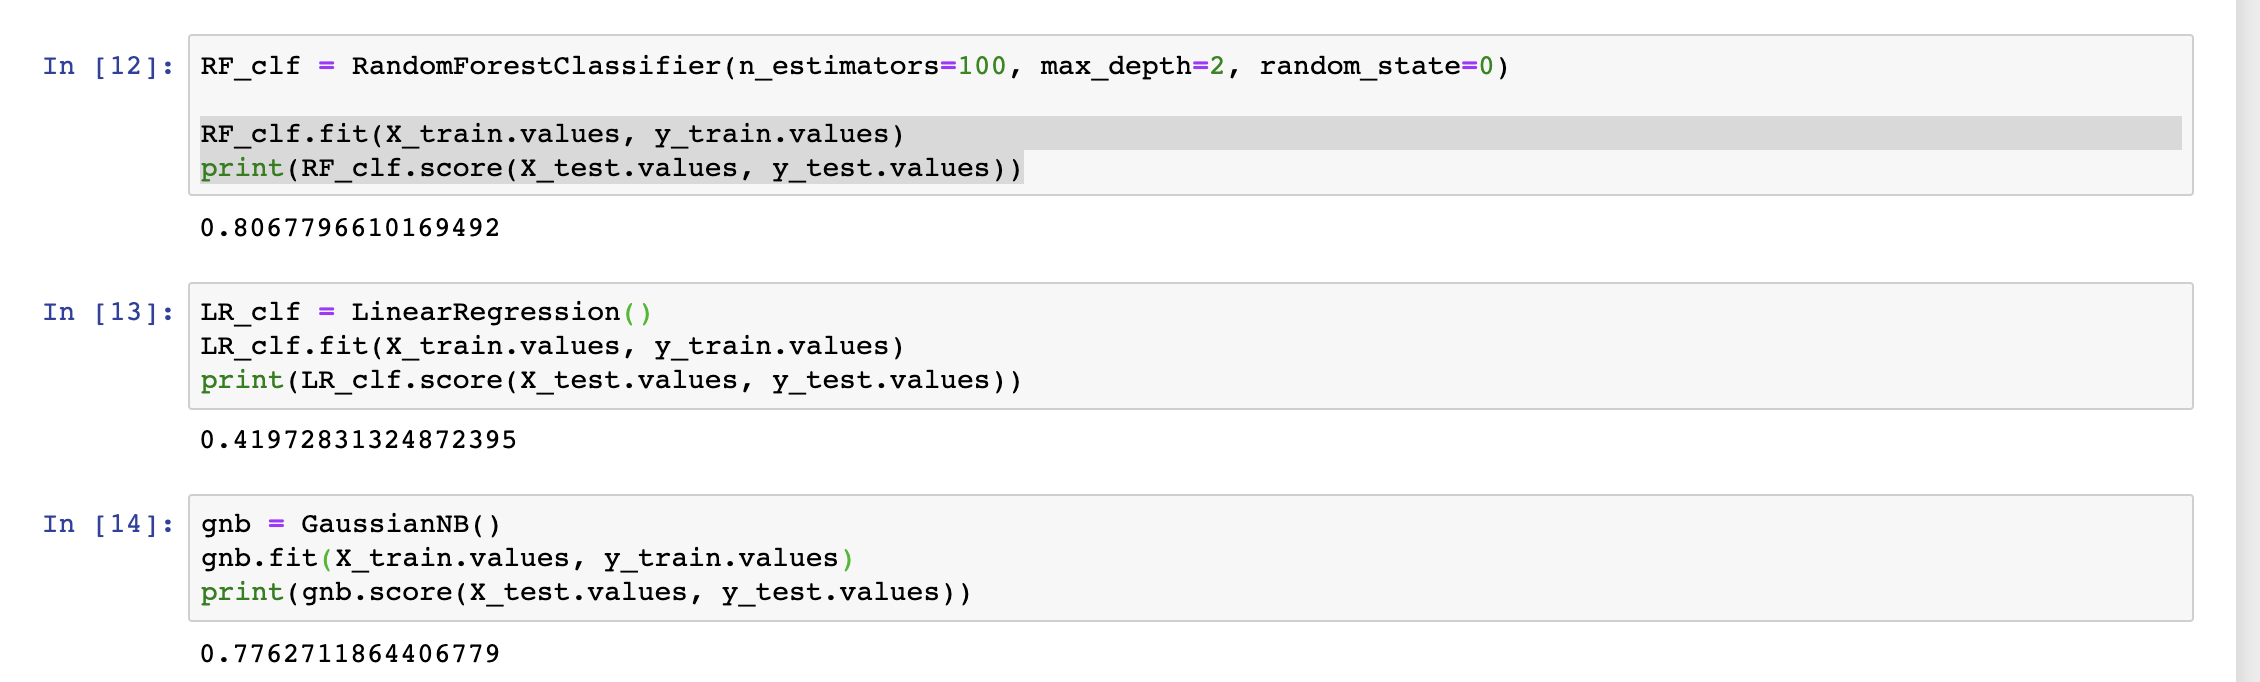 In [12]: RF_clf = RandomForestClassifier(n_estimators=100, max_depth=2, random_state=0)
RF_clf.fit(X_train.values, y_train.values)
print(RF_clf.score(X_test.values, y_test.values))
0.8067796610169492
In [13]: LR_clf = LinearRegression()
LR_clf.fit(X_train.values, y_train.values)
print(LR_clf.score(X_test.values, y_test.values))
0.41972831324872395
In [14]: gnb = GaussianNB()
gnb.fit(X_train.values, y_train.values)
print(gnb.score(X_test.values, y_test.values))
0.7762711864406779